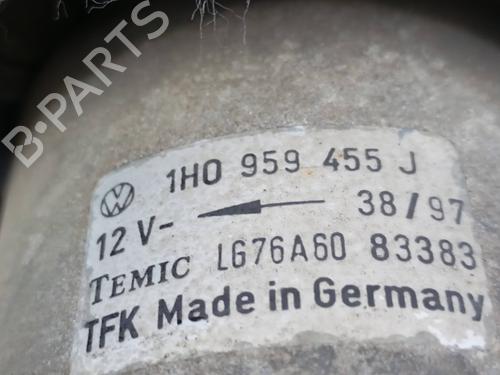 B-PARTS
1H0 959 455 J
12 V- 38/97
TEMIC LG76A60 83383
TFK Made in Germany